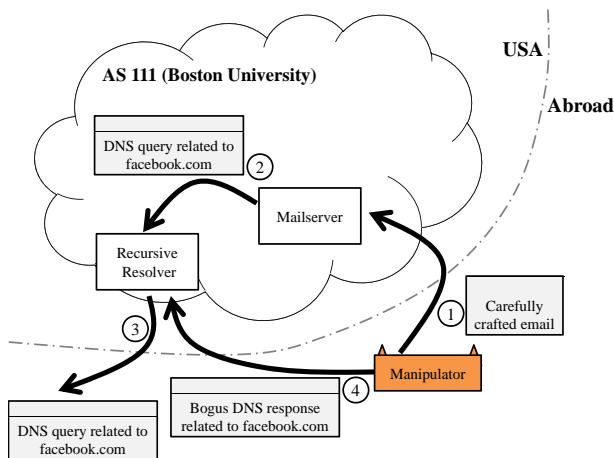 USA
AS 111 (Boston University)
Abroad
DNS query related to
facebook.com
2
Mailserver
Recursive
Resolver
1
Carefully
crafted email
3
Manipulator
4
Bogus DNS response
related to facebook.com
DNS query related to
facebook.com